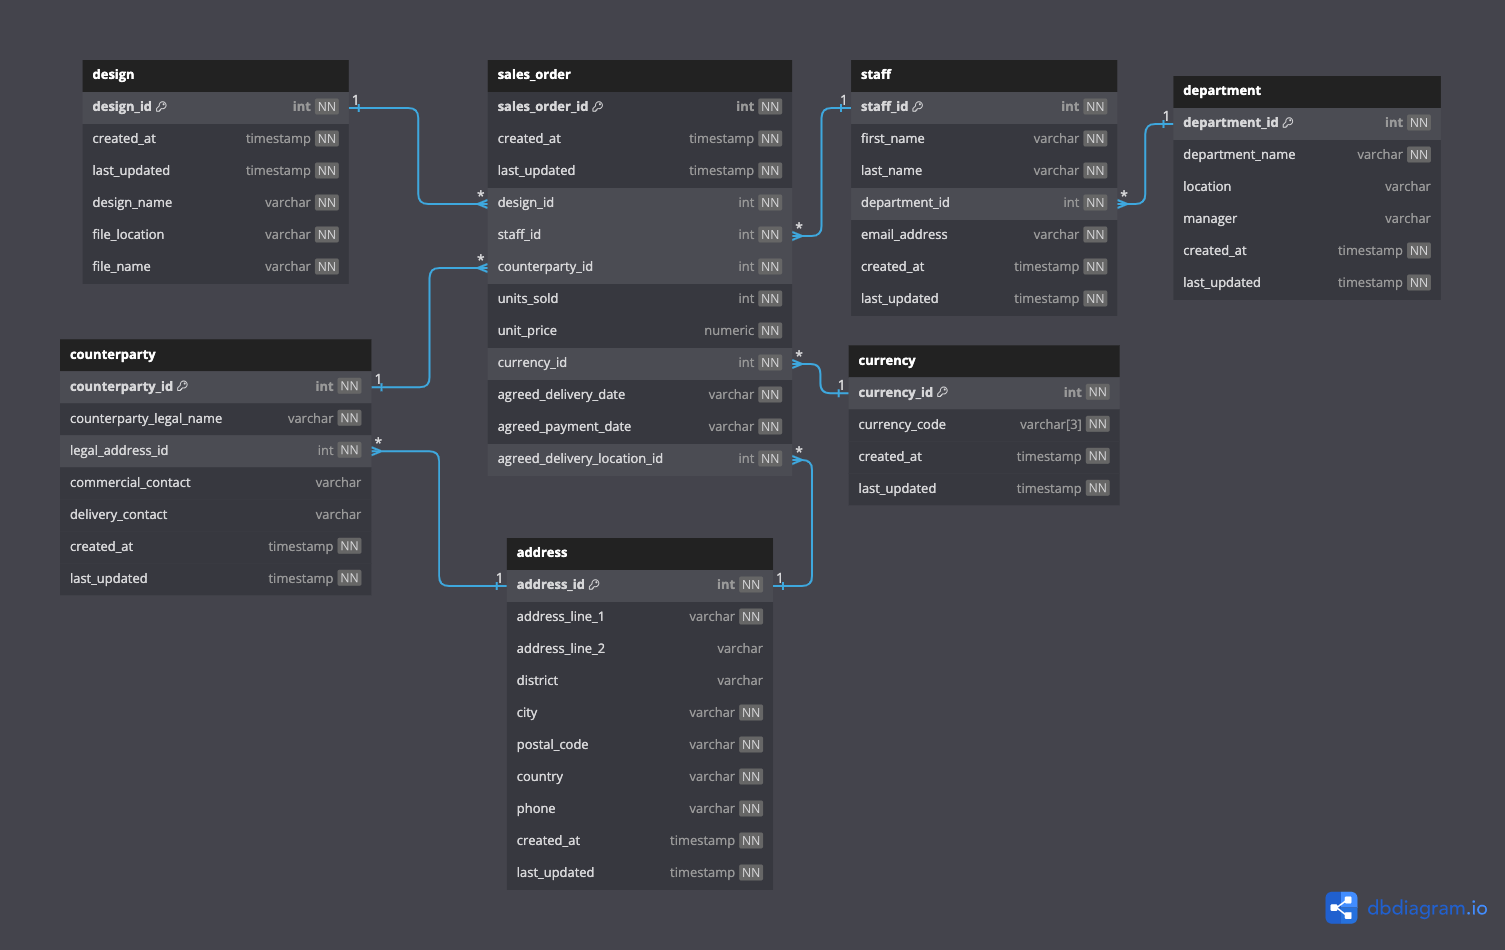 design
design_id int NN
created_at timestamp NN
last_updated timestamp NN
design_name varchar NN
file_location varchar NN
file_name varchar NN
1
*
sales_order
sales_order_id int NN
created_at timestamp NN
last_updated timestamp NN
design_id int NN
staff_id int NN
counterparty_id int NN
units_sold int NN
unit_price numeric NN
currency_id int NN
agreed_delivery_date varchar NN
agreed_payment_date varchar NN
agreed_delivery_location_id int NN
*
*
*
*
1
staff
staff_id int NN
first_name varchar NN
last_name varchar NN
department_id int NN
email_address varchar NN
created_at timestamp NN
last_updated timestamp NN
*
1
department
department_id int NN
department_name varchar NN
location varchar
manager varchar
created_at timestamp NN
last_updated timestamp NN
counterparty
counterparty_id int NN
counterparty_legal_name varchar NN
legal_address_id int NN
commercial_contact varchar
delivery_contact varchar
created_at timestamp NN
last_updated timestamp NN
1
*
1
currency
currency_id int NN
currency_code varchar[3] NN
created_at timestamp NN
last_updated timestamp NN
1
address
address_id int NN
address_line_1 varchar NN
address_line_2 varchar
district varchar
city varchar NN
postal_code varchar NN
country varchar NN
phone varchar NN
created_at timestamp NN
last_updated timestamp NN
1
dbdiagram.io